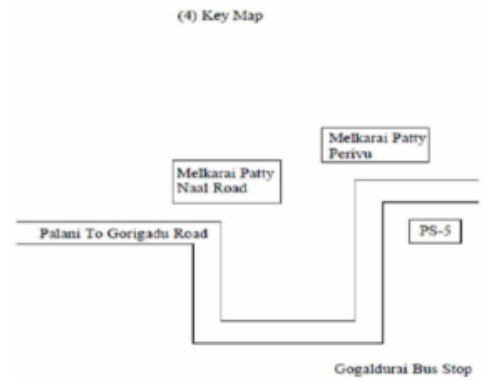 (4) Key Map
Melkarai Patty
Perivu
Melkarai Patty
Naal Road
Palani To Gorigadu Road
PS-5
Gogaldurai Bus Stop